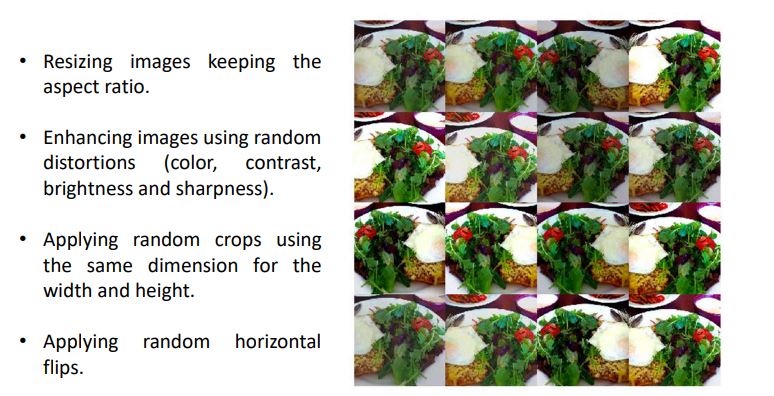 • Resizing images keeping the
aspect ratio.
• Enhancing images using random
distortions (color, contrast,
brightness and sharpness).
• Applying random crops using
the same dimension for the
width and height.
• Applying random horizontal
flips.